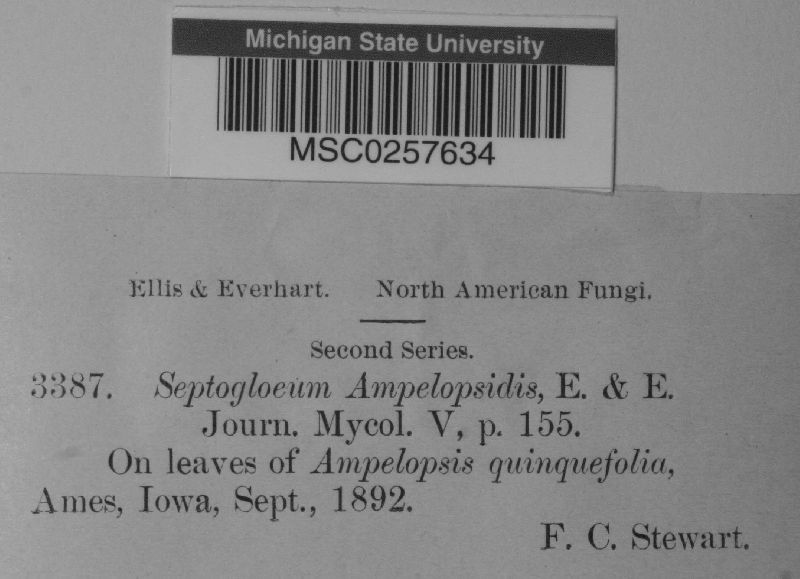 Michigan State University
MSC0257634
Ellis & Everhart. North American Fungi.
Second Series.
3387. Septogloeum Ampelopsidis, E. & E.
Journ. Mycol. V, p. 155.
On leaves of Ampelopsis quinquefolia,
Ames, Iowa, Sept., 1892.
F. C. Stewart.